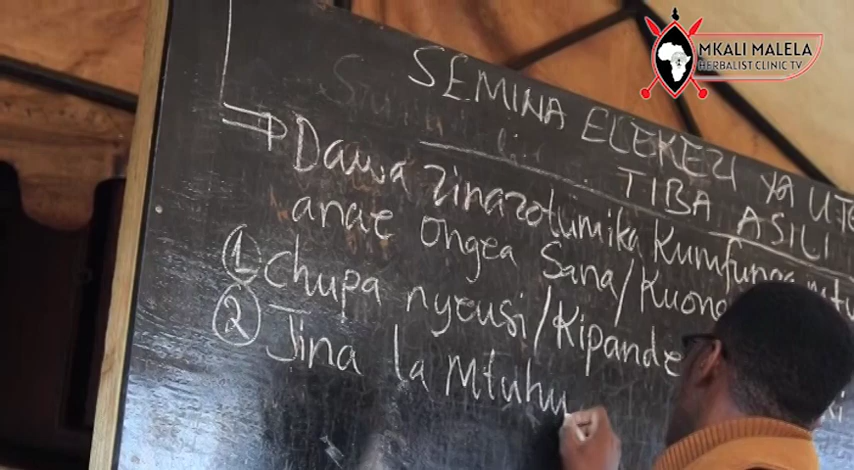 MKALI MALELA
HERBALIST CLINIC TV
SEMINA ELEKEZI YA
TIBA ASILI
Dawa zinazotumika Kumfunga
anae ongea Sana/Kuong
① chupa nyeusi/Kipande
② Jina la Mtuhu